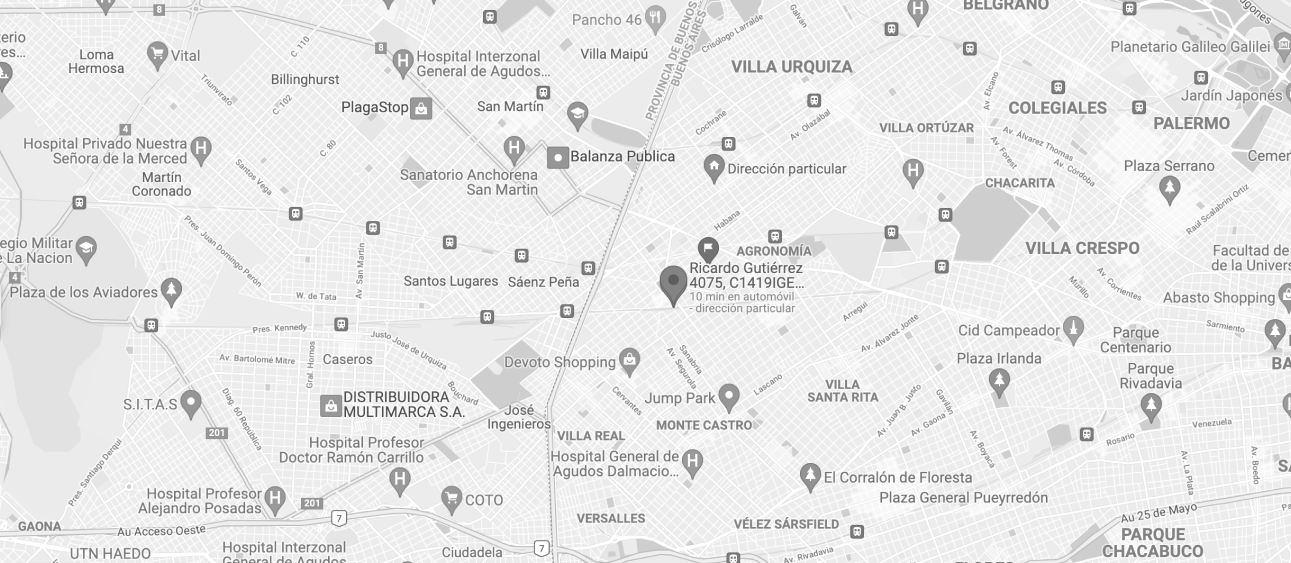 BELGRANO
Pancho 46
8
Loma
Hermosa
Vital
C. 110
8
Hospital Interzonal
General de Agudos...
Villa Maipú
PROVINCIA DE BUENOS
BUENOS AIRES
Crisólogo Larralde
Galván
Planetario Galileo Galilei
Billinghurst
Triunvirato
C. 102
PlagaStop
San Martín
VILLA URQUIZA
Av. Elcano
COLEGIALES
Jardín Japonés
PALERMO
4
C. 80
Cochrane
Av. Olazábal
VILLA ORTÚZAR
Av. Álvarez Thomas
Av. Forest
Av. Córdoba
Hospital Privado Nuestra
Señora de la Merced
Martín
Coronado
Santos Vega
Balanza Publica
Sanatorio Anchorena
San Martin
Dirección particular
CHACARITA
Plaza Serrano
Raúl Scalabrini Ortiz
Habana
AGRONOMÍA
VILLA CRESPO
Facultad de
de la Univers
egio Militar
e La Nacion
4
Pres. Juan Domingo Peron
Av. San Martin
Santos Lugares
Sáenz Peña
Ricardo Gutiérrez
4075, C1419IGE...
10 min en automóvil
- dirección particular
Murillo
Av. Corrientes
Abasto Shopping
Plaza de los Aviadores
W. de Tata
Pres. Kennedy
Justo José de Urquiza
Arregui
Av. Álvarez Jonte
Cid Campeador
Parque
Centenario
Sarmiento
Av. Bartolomé Mitre
Gral. Hornos
Caseros
Bouchard
Devoto Shopping
Sanabria
Av. Segurola
Plaza Irlanda
Parque
Rivadavia
BA
S.I.T.A.S
Diag. 60 Republica
DISTRIBUIDORA
MULTIMARCA S.A.
José
Ingenieros
Cervantes
Jump Park
Lascano
VILLA
SANTA RITA
MONTE CASTRO
Av. Juan B. Justo
Gavilán
Av. Gaona
Av. Boyaca
Rosario
Venezuela
201
Pres. Santiago Derqui
Hospital Profesor
Doctor Ramón Carrillo
VILLA REAL
Hospital General de
Agudos Dalmacio...
El Corralón de Floresta
Plaza General Pueyrredón
Av. La Plata
Av. Boedo
Hospital Profesor
Alejandro Posadas
201
COTO
7
VERSALLES
VÉLEZ SÁRSFIELD
Au 25 de Mayo
PARQUE
CHACABUCO
GAONA
Au Acceso Oeste
UTN HAEDO
Hospital Interzonal
General de Agudos
Ciudadela
7
Av. Rivadavia